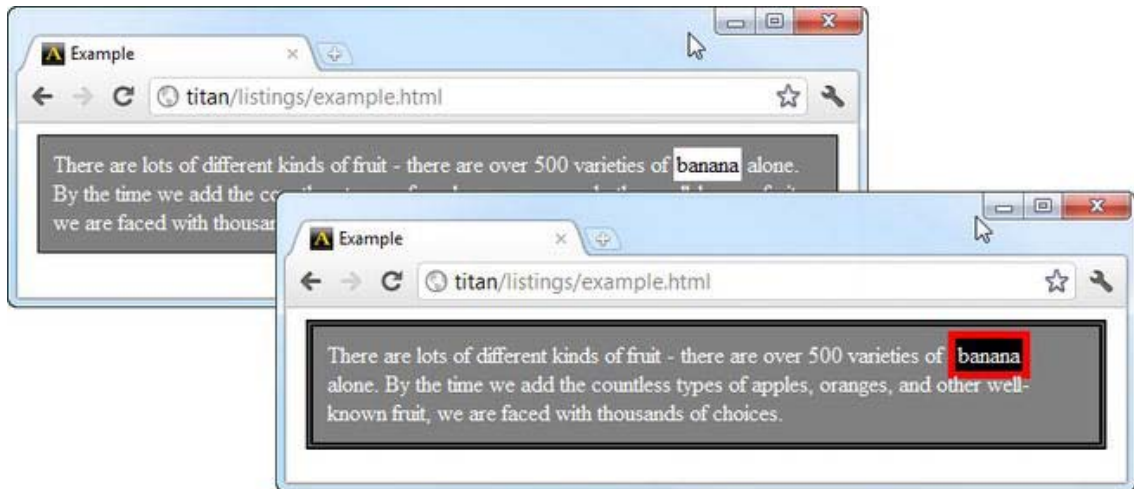 Example
titan/listings/example.html
There are lots of different kinds of fruit - there are over 500 varieties of banana alone.
By the time we add the
we are faced with
Example
titan/listings/example.html
There are lots of different kinds of fruit - there are over 500 varieties of banana
alone. By the time we add the countless types of apples, oranges, and other well-
known fruit, we are faced with thousands of choices.